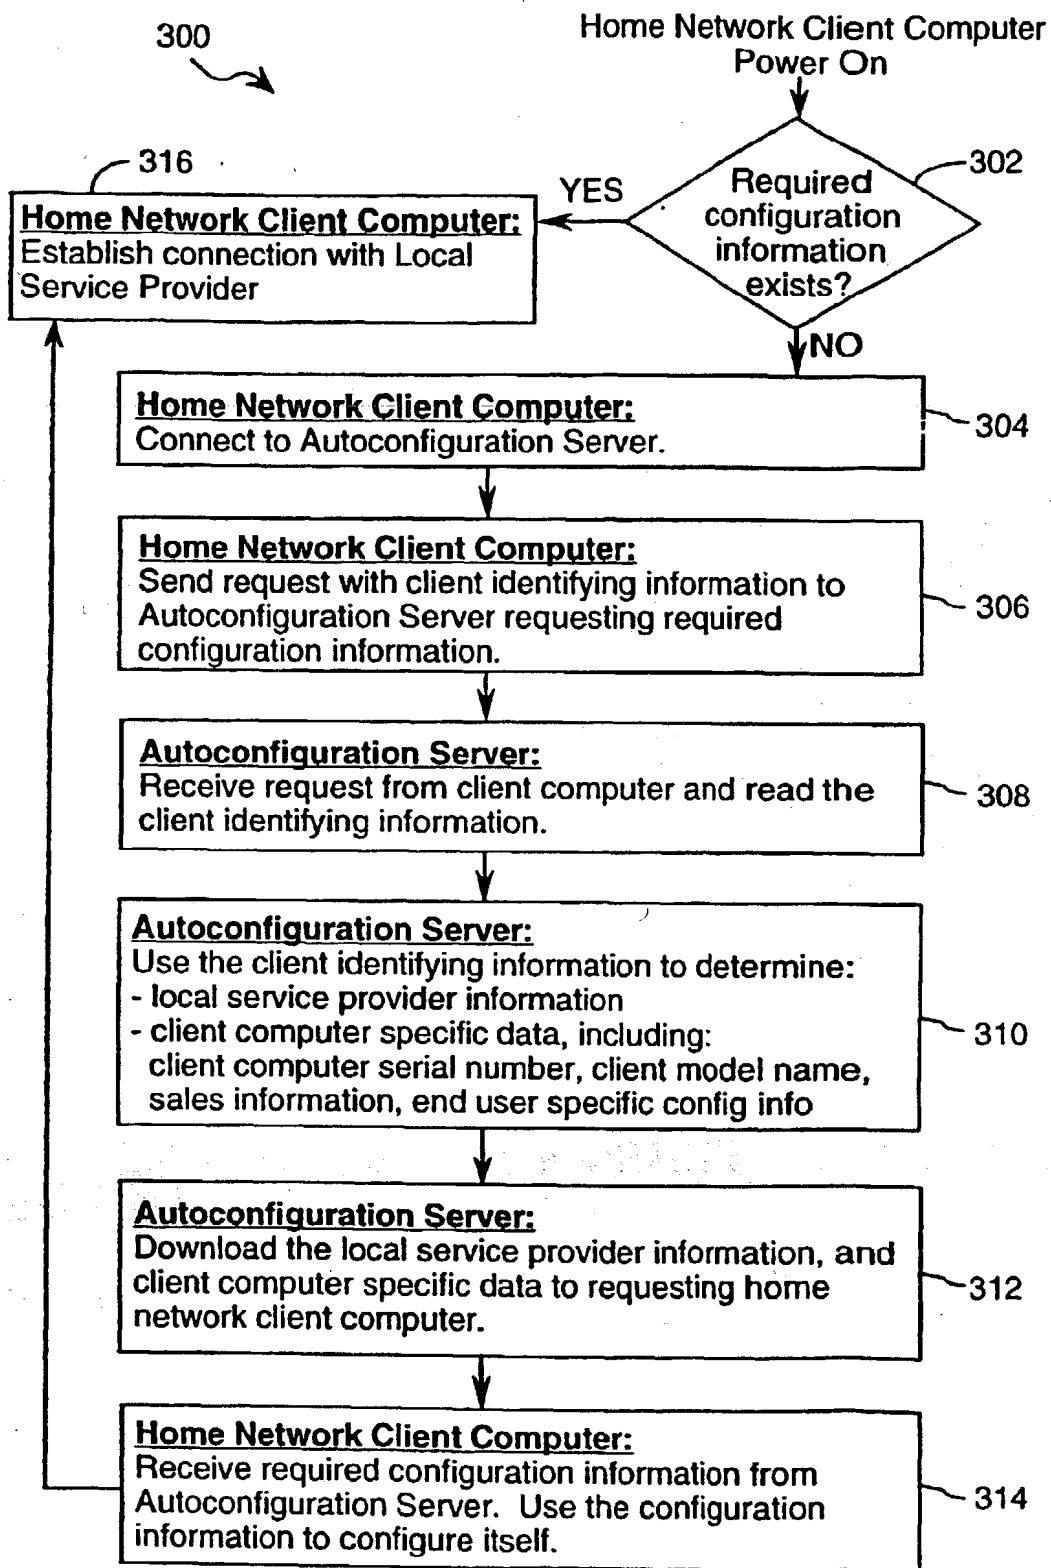 300
Home Network Client Computer
Power On
316
302
YES
Required
configuration
information
exists?
Home Network Client Computer:
Establish connection with Local
Service Provider
NO
Home Network Client Computer:
Connect to Autoconfiguration Server.
304
Home Network Client Computer:
Send request with client identifying information to
Autoconfiguration Server requesting required
configuration information.
306
Autoconfiguration Server:
Receive request from client computer and read the
client identifying information.
308
Autoconfiguration Server:
Use the client identifying information to determine:
- local service provider information
- client computer specific data, including:
client computer serial number, client model name,
sales information, end user specific config info
310
Autoconfiguration Server:
Download the local service provider information, and
client computer specific data to requesting home
network client computer.
312
Home Network Client Computer:
Receive required configuration information from
Autoconfiguration Server. Use the configuration
information to configure itself.
314